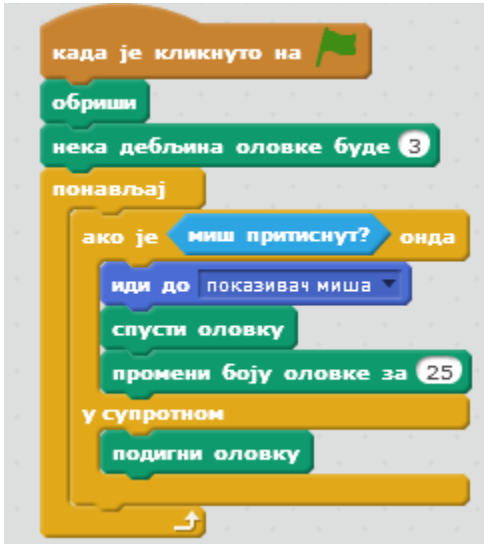 када је кликнуто на
обриши
нека дебљина оловке буде 3
понављај
ако је миш притиснут? онда
иди до показивач миша
спусти оловку
промени боју оловке за 25
у супротном
подигни оловку